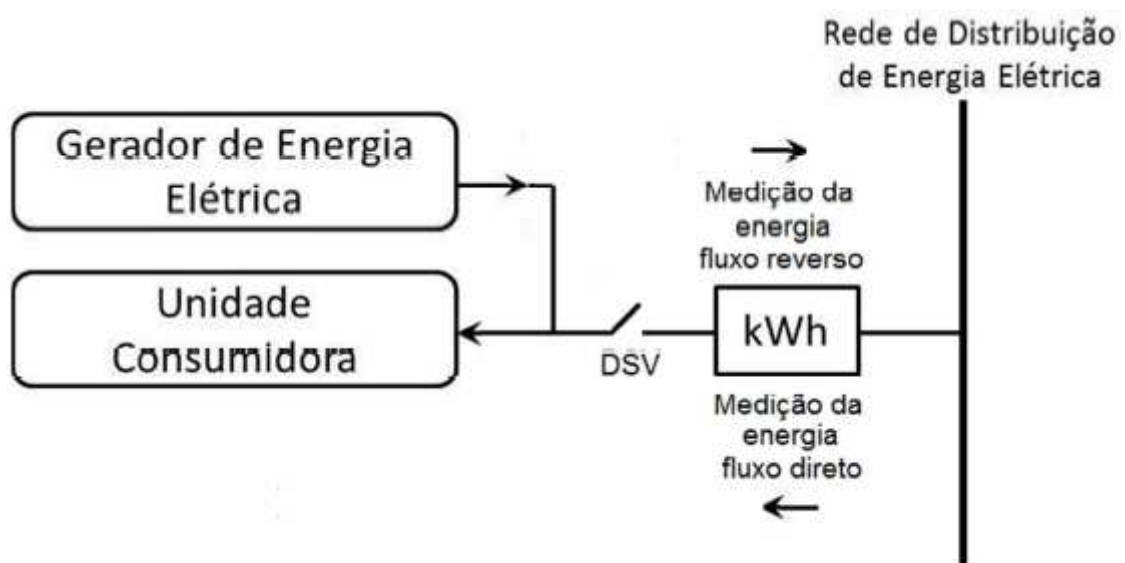 Rede de Distribuição
de Energia Elétrica
Gerador de Energia
Elétrica
Medição da
energia
fluxo reverso
Unidade
Consumidora
DSV
kWh
Medição da
energia
fluxo direto